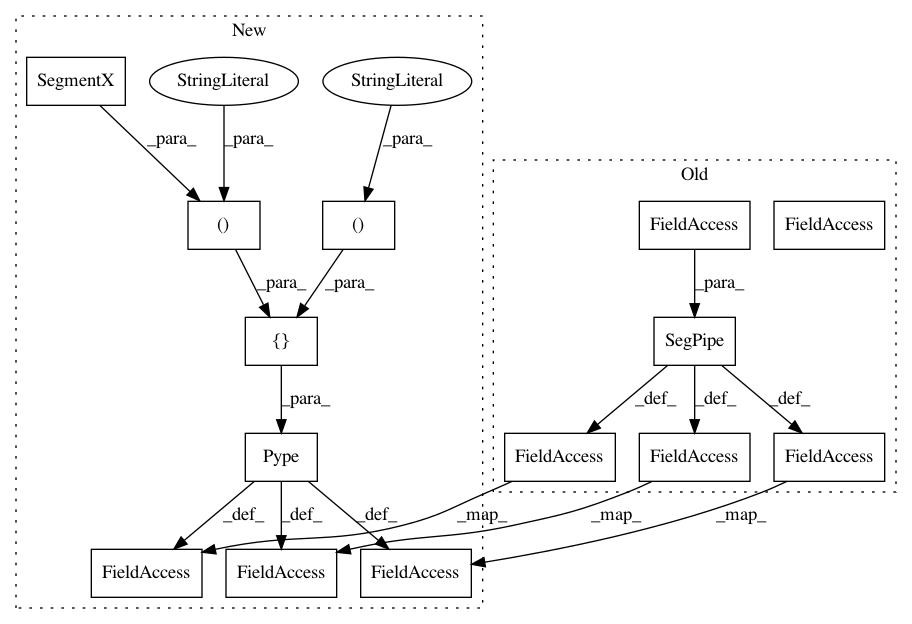 New
SegmentX
StringLiteral
StringLiteral
_para_
_para_
_para_
Old
()
()
FieldAccess
FieldAccess
_para_
_para_
_para_
{}
SegPipe
_para_
_def_
_def_
_def_
Pype
FieldAccess
FieldAccess
FieldAccess
_def_
_def_
_def_
_map_
_map_
_map_
FieldAccess
FieldAccess
FieldAccess